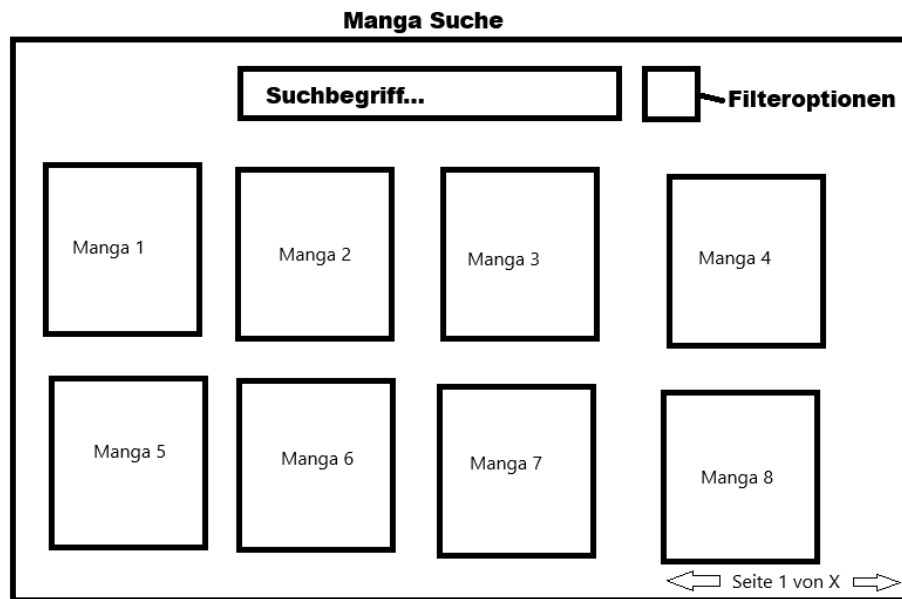 Manga Suche
Suchbegriff...
Filteroptionen
Manga 1
Manga 2
Manga 3
Manga 4
Manga 5
Manga 6
Manga 7
Manga 8
Seite 1 von X